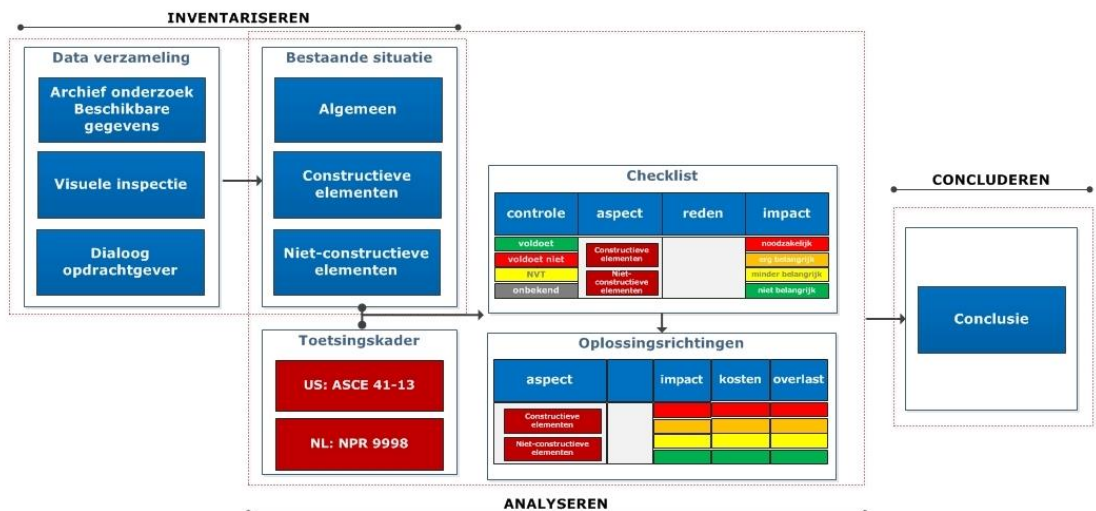 INVENTARISEREN
Data verzameling
Archief onderzoek
Beschikbare
gegevens
Visuele inspectie
Dialoog
opdrachtgever
Bestaande situatie
Algemeen
Constructieve
elementen
Niet-constructieve
elementen
Toetsingskader
US: ASCE 41-13
NL: NPR 9998
Checklist
controle aspect reden impact
voldoet
voldoet niet
NVT
onbekend
Constructieve
elementen
Niet-
constructieve
elementen
noodzakelijk
erg belangrijk
minder belangrijk
niet belangrijk
Oplossingsrichtingen
aspect impact kosten overlast
Constructieve
elementen
Niet-constructieve
elementen
CONCLUDEREN
Conclusie
ANALYSEREN